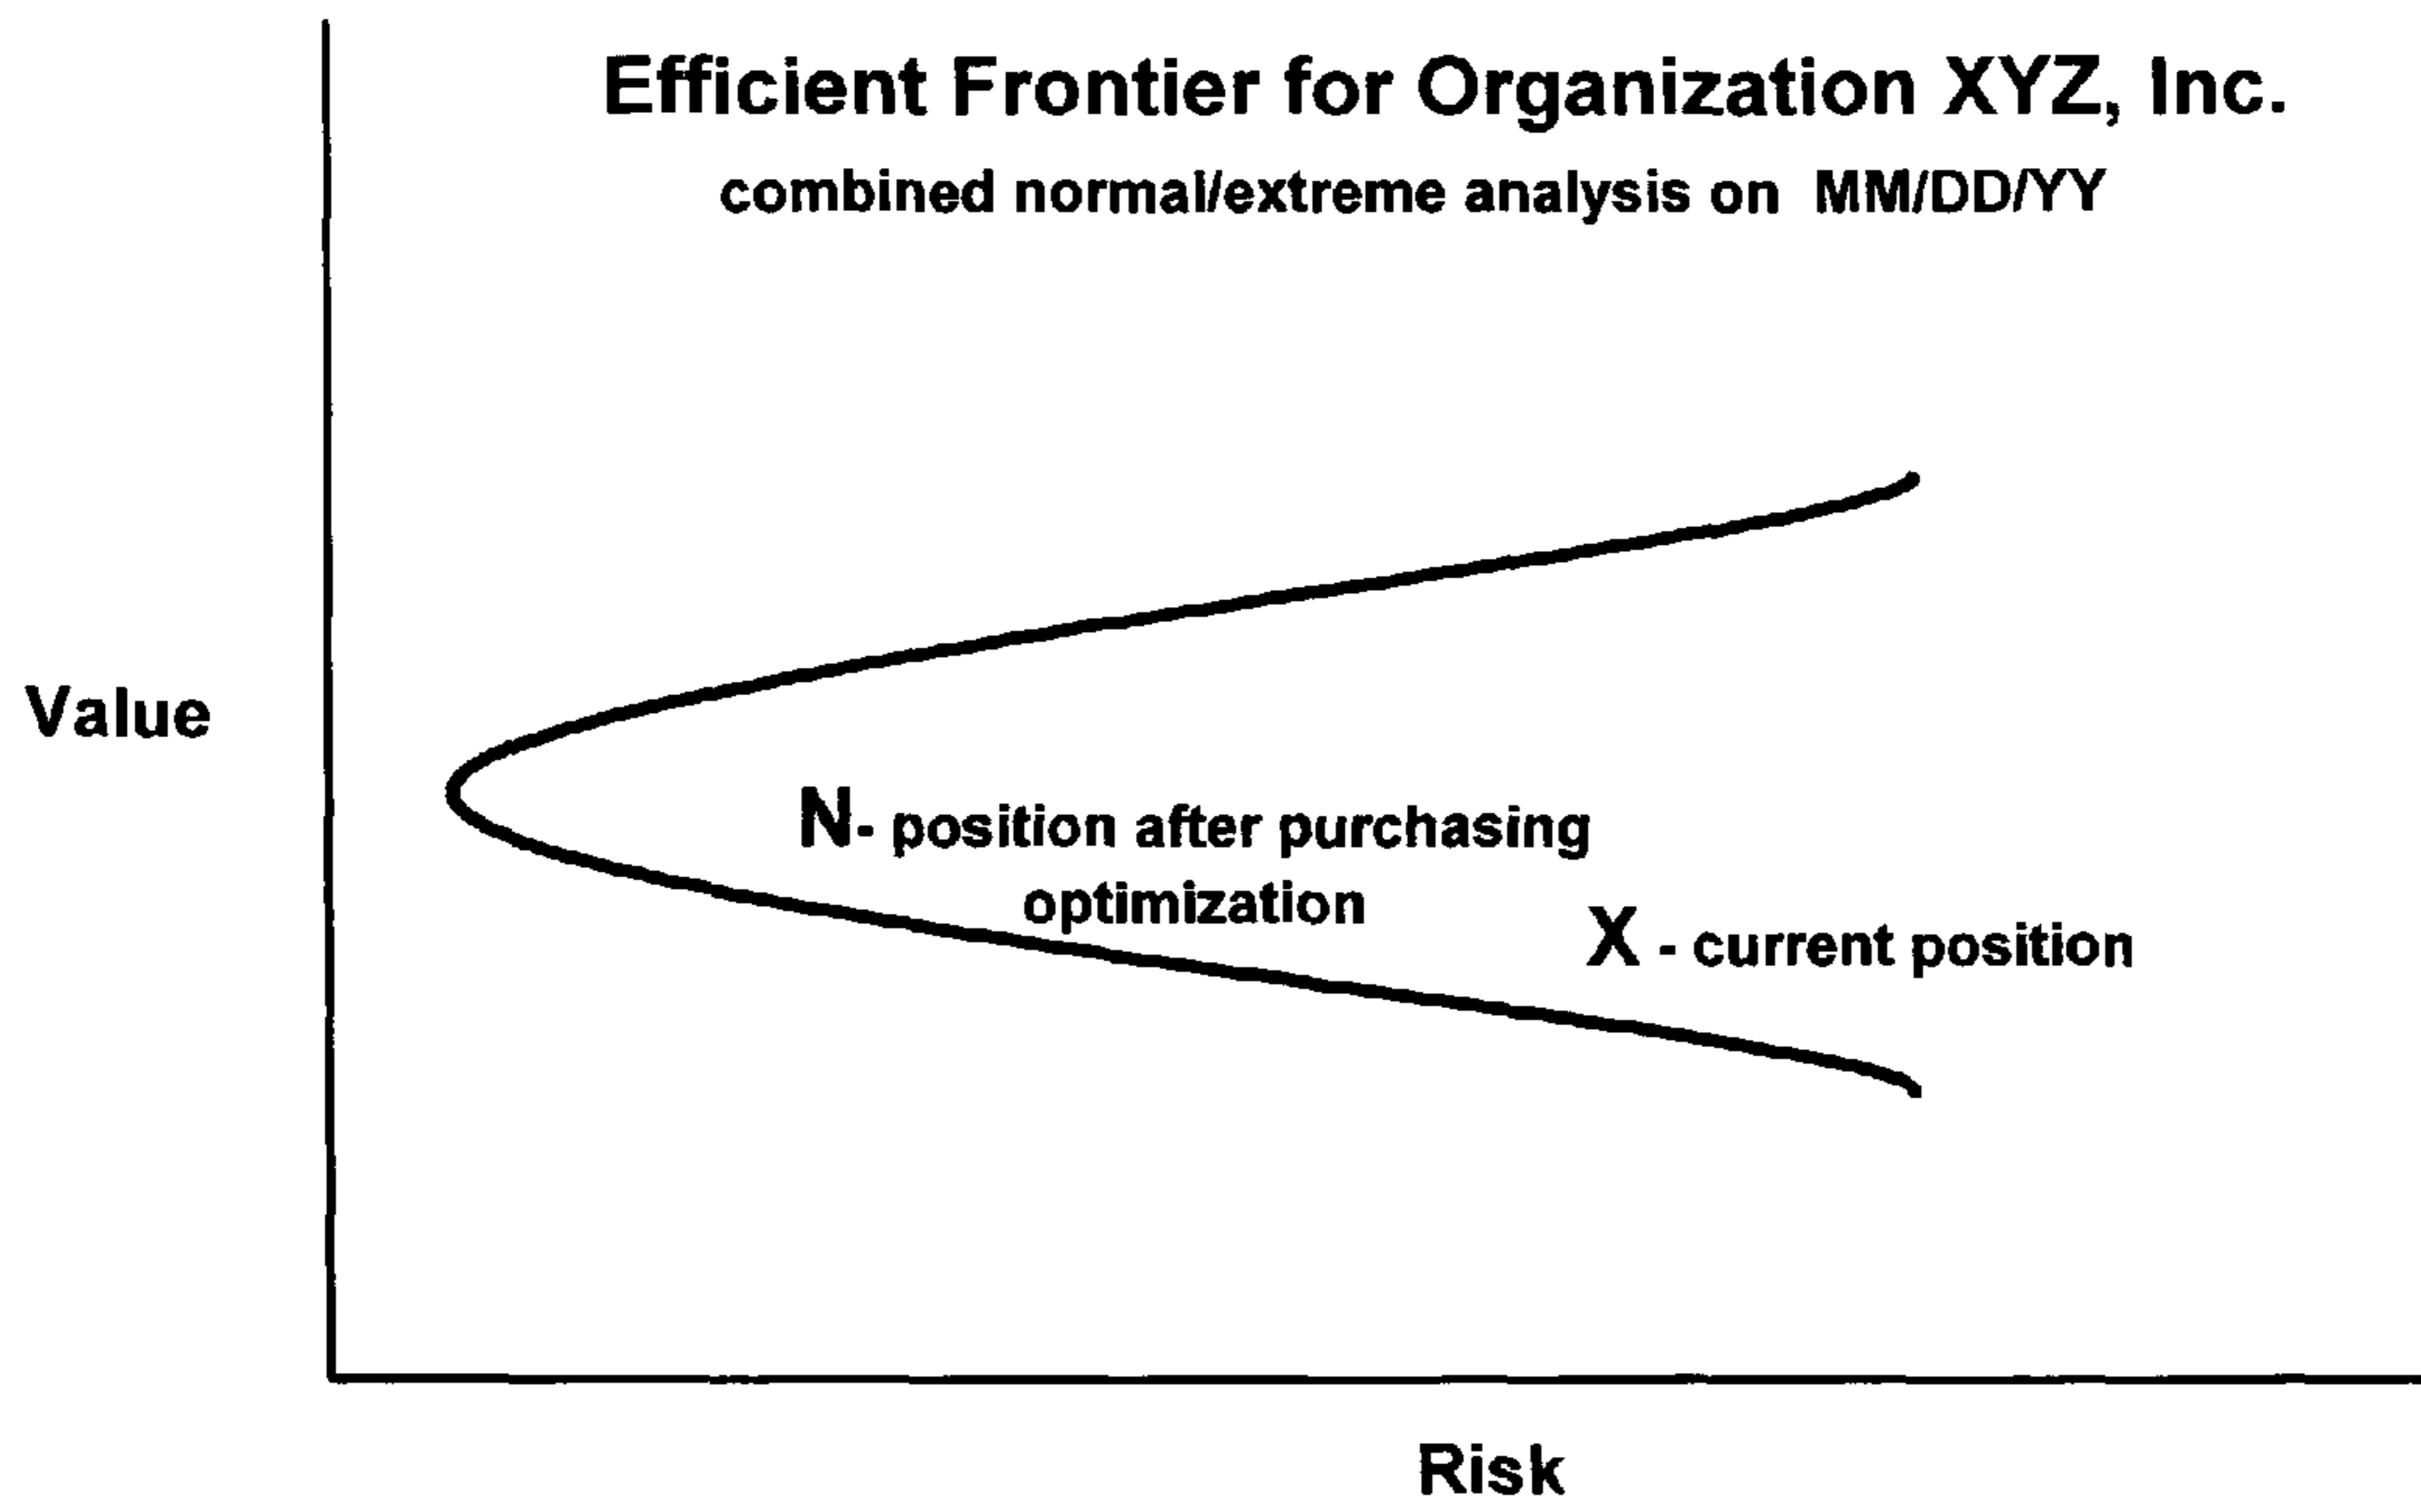 Efficient Frontier for Organization XYZ, Inc.
combined normal/extreme analysis on MM/DD/YY
Value
N- position after purchasing
optimization
X - current position
Risk